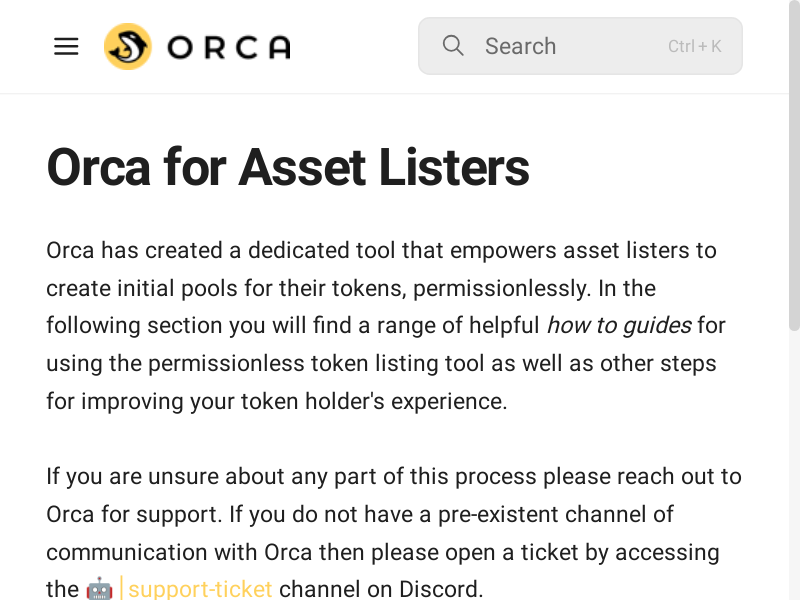 ORCA
Search
Ctrl + K
Orca for Asset Listers
Orca has created a dedicated tool that empowers asset listers to
create initial pools for their tokens, permissionlessly. In the
following section you will find a range of helpful how to guides for
using the permissionless token listing tool as well as other steps
for improving your token holder's experience.
If you are unsure about any part of this process please reach out to
Orca for support. If you do not have a pre-existent channel of
communication with Orca then please open a ticket by accessing
the 🤖│support-ticket channel on Discord.